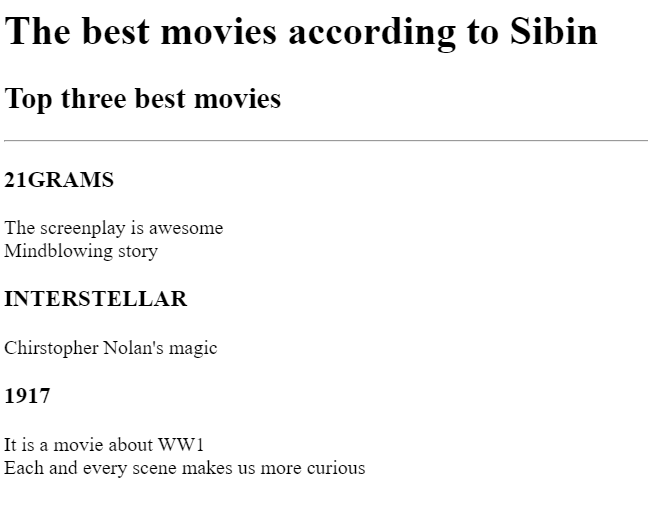 The best movies according to Sibin
Top three best movies
21GRAMS
The screenplay is awesome
Mindblowing story
INTERSTELLAR
Chirstopher Nolan's magic
1917
It is a movie about WW1
Each and every scene makes us more curious